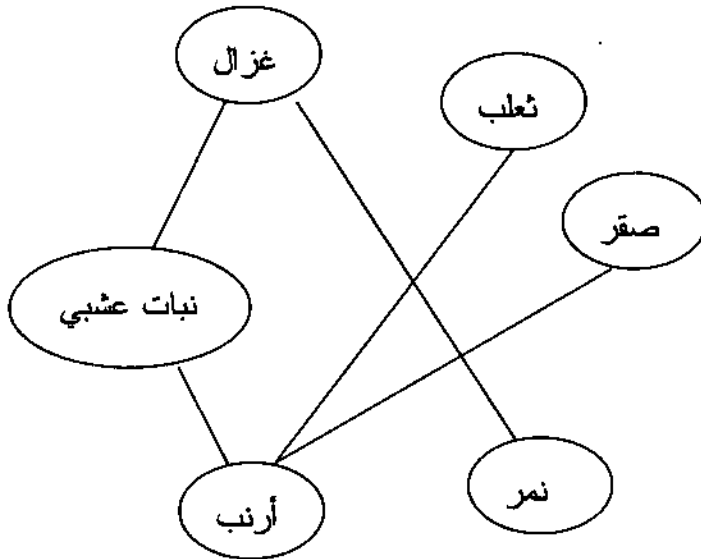 غزال
ثعلب
صقر
نبات عشبي
نمر
أرنب